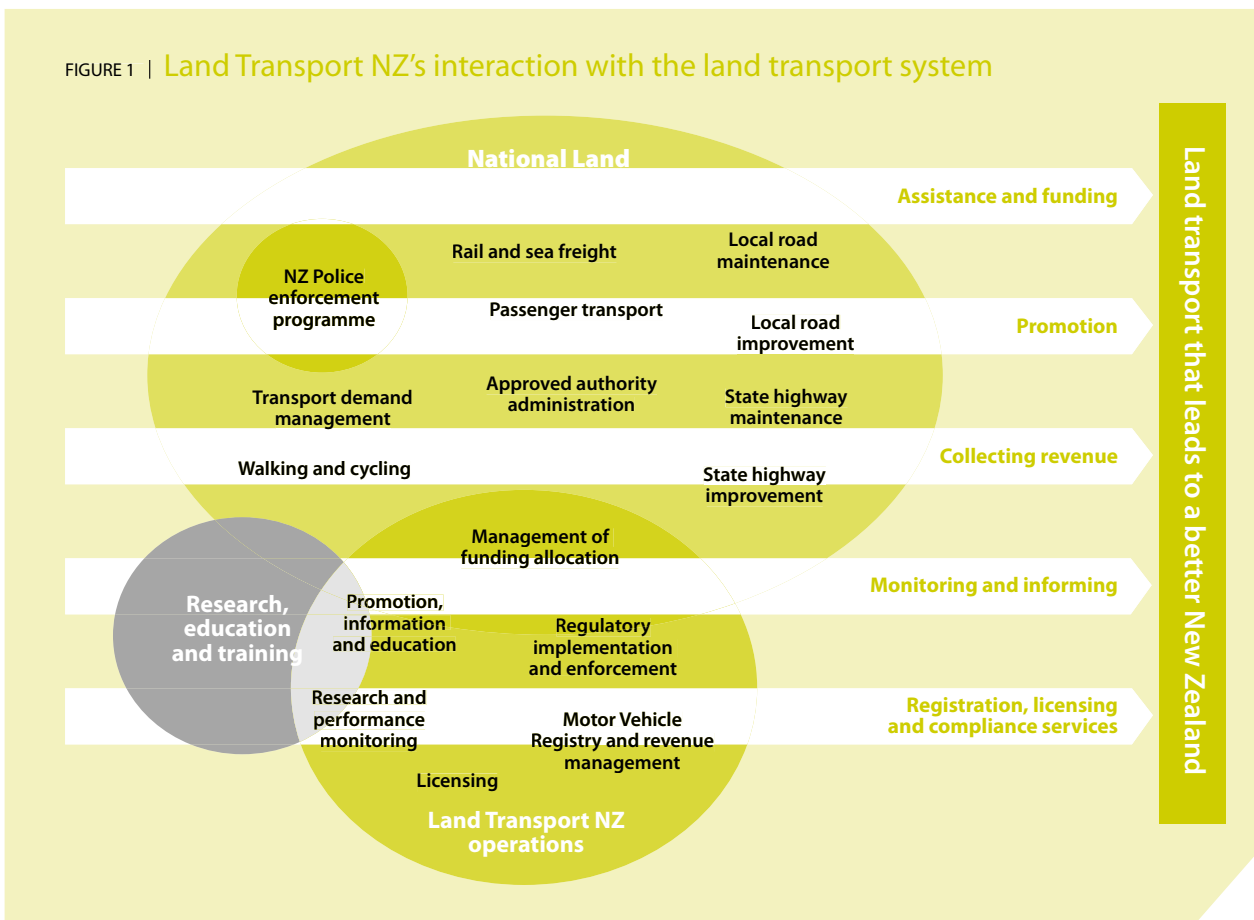 FIGURE 1 | Land Transport NZ's interaction with the land transport system
National Land
Assistance and funding
Rail and sea freight
Local road
maintenance
NZ Police
enforcement
programme
Passenger transport
Local road
improvement
Promotion
Transport demand
management
Approved authority
administration
State highway
maintenance
Collecting revenue
Walking and cycling
State highway
improvement
Management of
funding allocation
Monitoring and informing
Research,
education
and training
Promotion,
information
and education
Regulatory
implementation
and enforcement
Research and
performance
monitoring
Motor Vehicle
Registry and revenue
management
Registration, licensing
and compliance services
Licensing
Land Transport NZ
operations
Land transport that leads to a better New Zealand